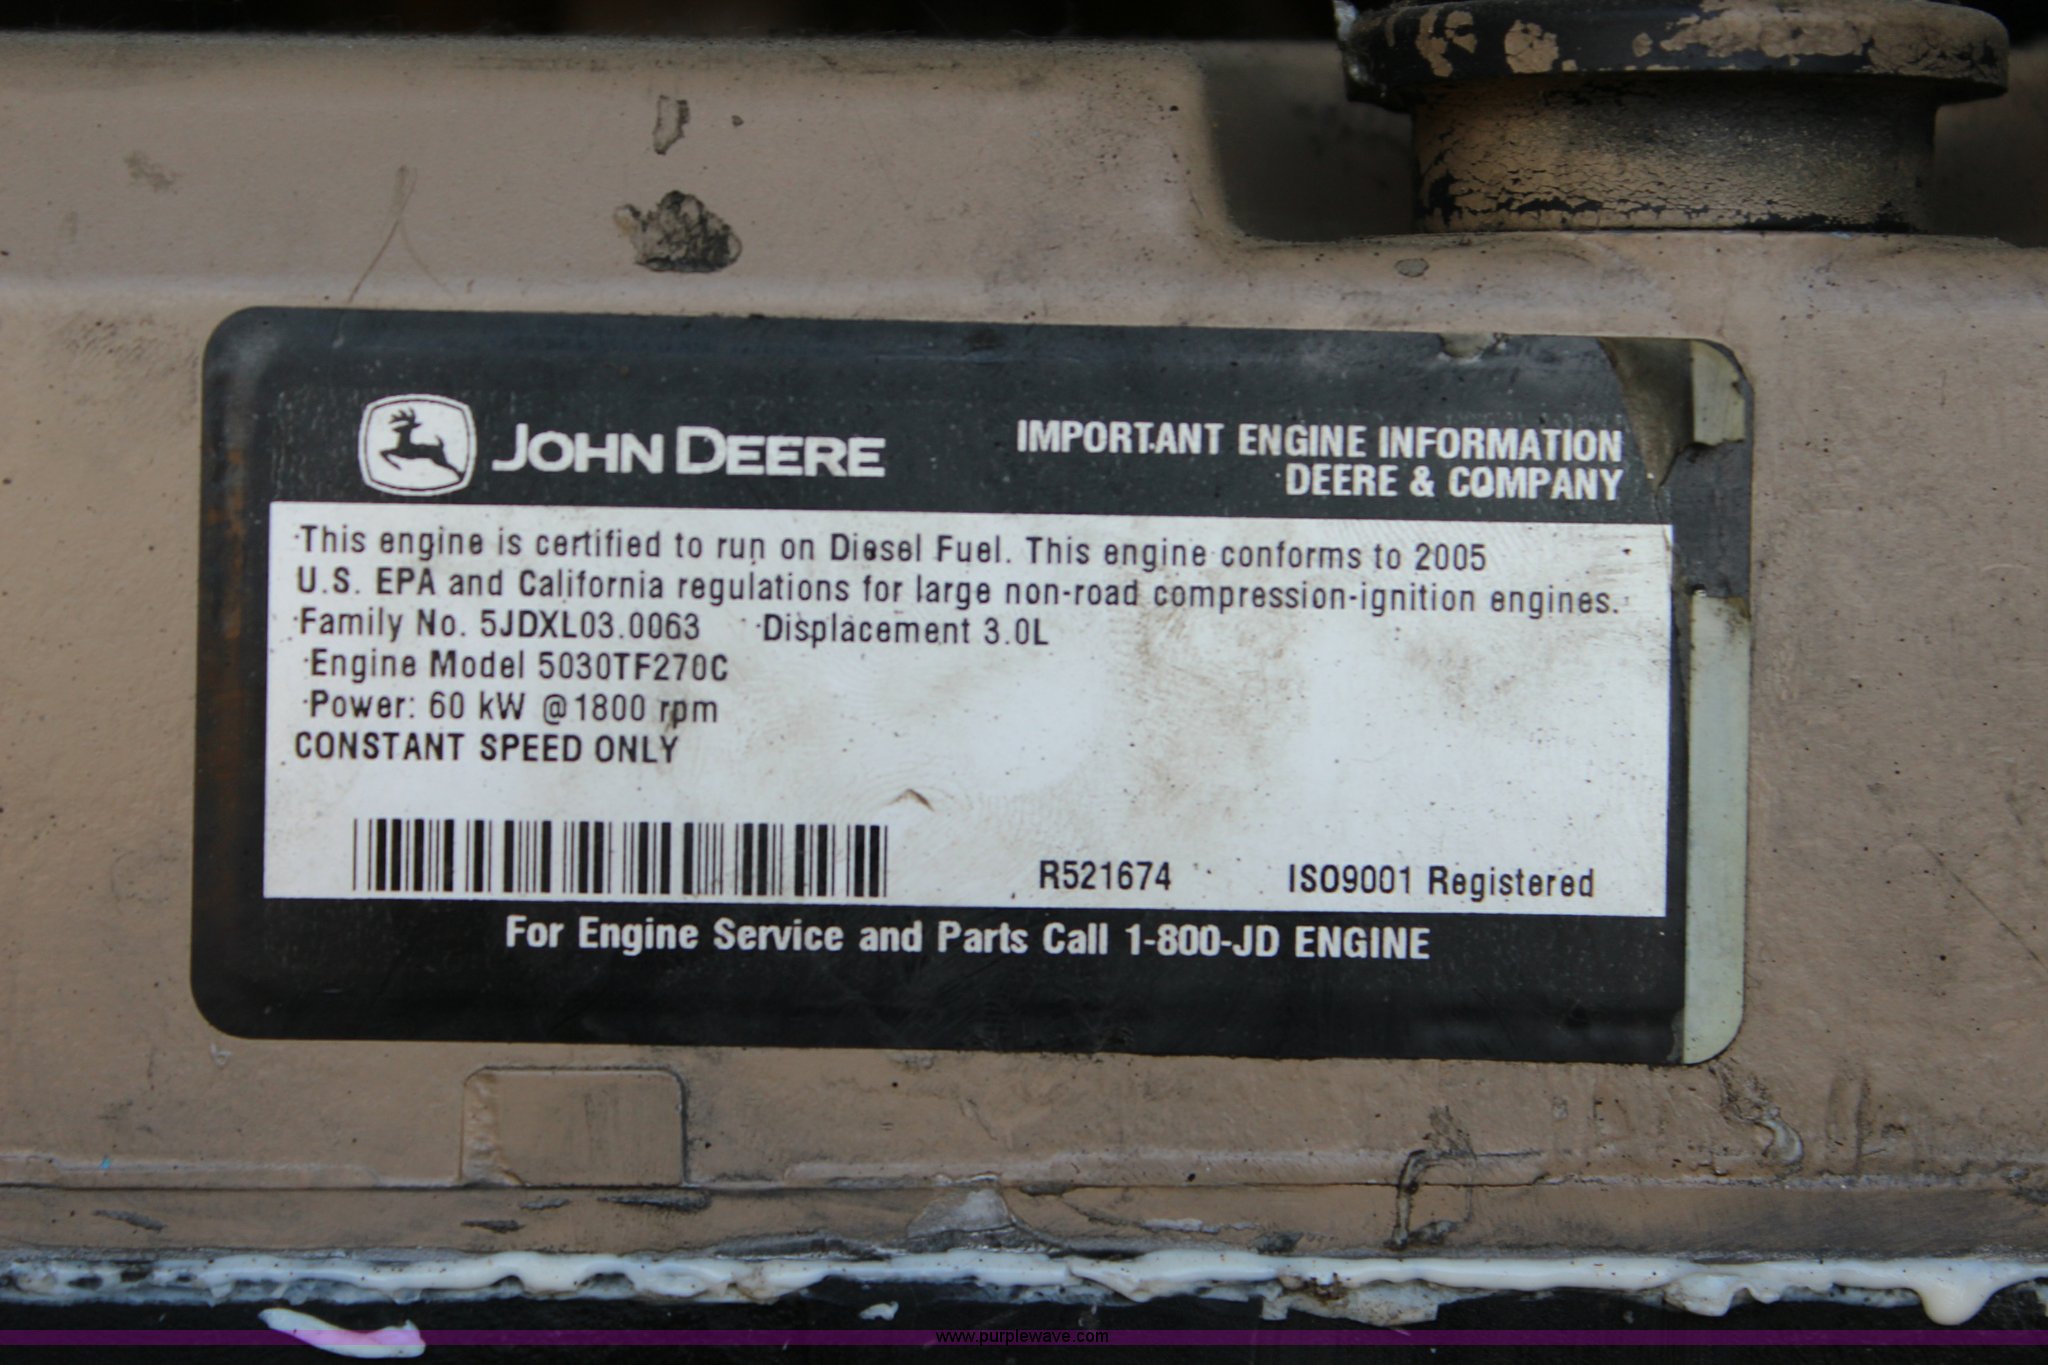 JOHN DEERE
IMPORTANT ENGINE INFORMATION
DEERE & COMPANY
This engine is certified to run on Diesel Fuel. This engine conforms to 2005
U.S. EPA and California regulations for large non-road compression-ignition engines.
Family No. 5JDXL03.0063 Displacement 3.0L
Engine Model 5030TF270C
Power: 60 kW @1800 rpm
CONSTANT SPEED ONLY
R521674 ISO9001 Registered
For Engine Service and Parts Call 1-800-JD ENGINE
www.purplewave.com